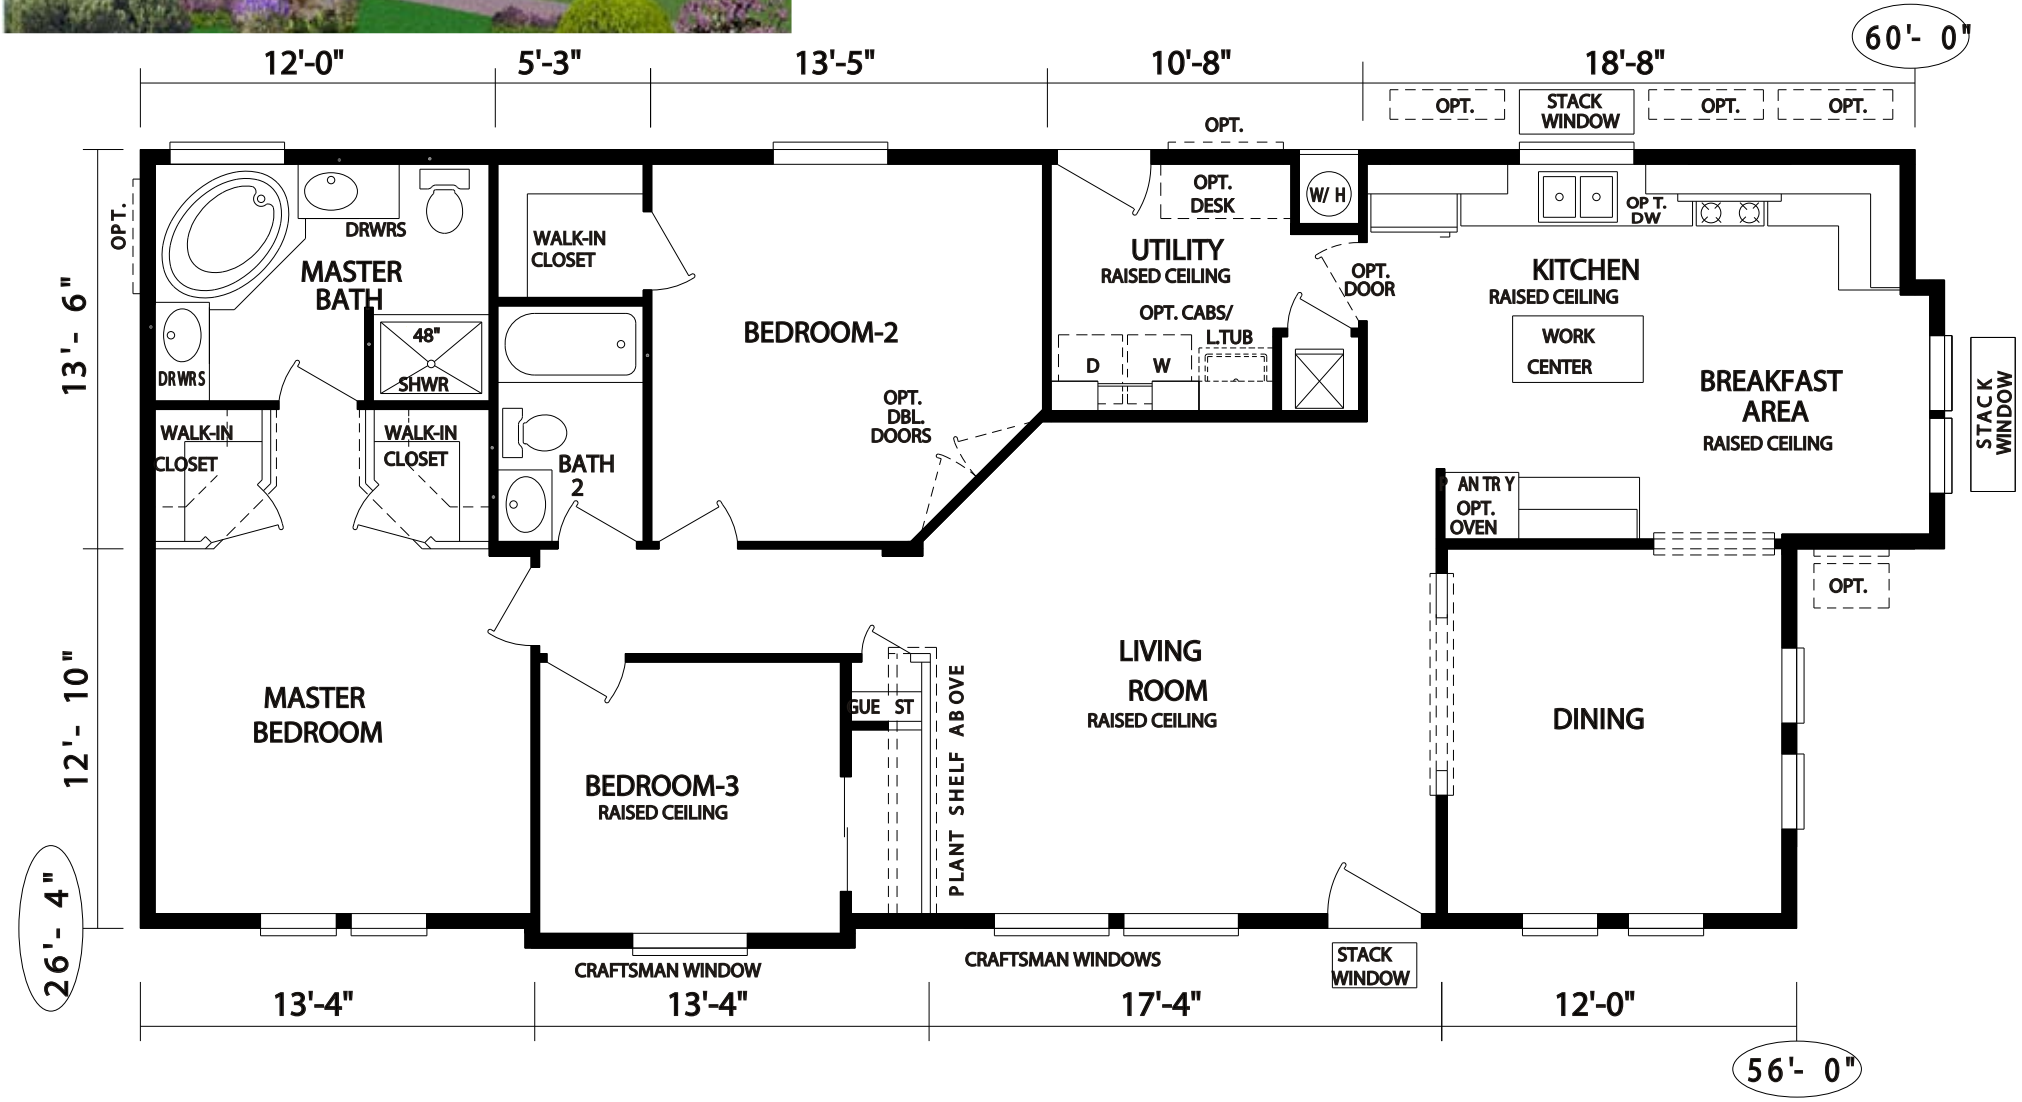 60'- 0"
12'-0" 5'-3" 13'-5" 10'-8" 18'-8"
OPT.
STACK
WINDOW
OPT.
OPT.
OPT.
OPT.
DRWRS
MASTER
BATH
48"
SHWR
DRWRS
13'- 6"
WALK-IN
CLOSET
WALK-IN
CLOSET
WALK-IN
CLOSET
BATH
2
BEDROOM-2
OPT.
DBL.
DOORS
OPT.
DESK
W/ H
UTILITY
RAISED CEILING
OPT.
DOOR
OPT. CABS/
L.TUB
D
W
OPT.
DW
KITCHEN
RAISED CEILING
WORK
CENTER
BREAKFAST
AREA
RAISED CEILING
STACK
WINDOW
PANTRY
OPT.
OVEN
OPT.
12'- 10"
MASTER
BEDROOM
BEDROOM-3
RAISED CEILING
GUEST
PLANT SHELF ABOVE
LIVING
ROOM
RAISED CEILING
DINING
26'- 4"
CRAFTSMAN WINDOW
CRAFTSMAN WINDOWS
STACK
WINDOW
13'-4" 13'-4" 17'-4" 12'-0"
56'- 0"